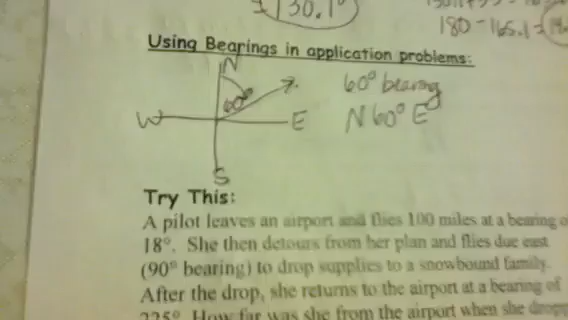 130.1°
180 - 165.1 =
Using Bearings in application problems:
N
60°
60° bearing
W
E
N 60° E
S
Try This:
A pilot leaves an airport and flies 100 miles at a bearing
18°. She then detours from her plan and flies due east
(90° bearing) to drop supplies to a snowbound family.
After the drop, she returns to the airport at a bearing of
225°. How far was she from the airport when she